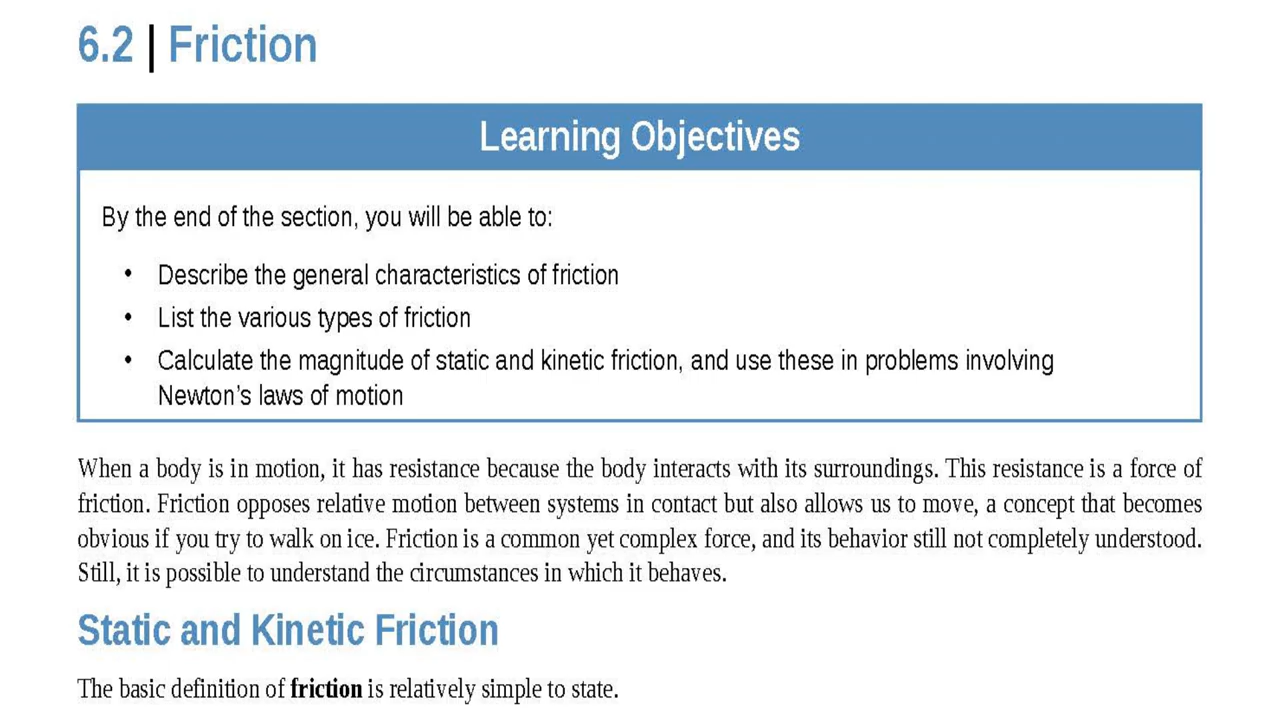 6.2 | Friction
Learning Objectives
By the end of the section, you will be able to:
• Describe the general characteristics of friction
• List the various types of friction
• Calculate the magnitude of static and kinetic friction, and use these in problems involving
Newton's laws of motion
When a body is in motion, it has resistance because the body interacts with its surroundings. This resistance is a force of
friction. Friction opposes relative motion between systems in contact but also allows us to move, a concept that becomes
obvious if you try to walk on ice. Friction is a common yet complex force, and its behavior still not completely understood.
Still, it is possible to understand the circumstances in which it behaves.
Static and Kinetic Friction
The basic definition of friction is relatively simple to state.